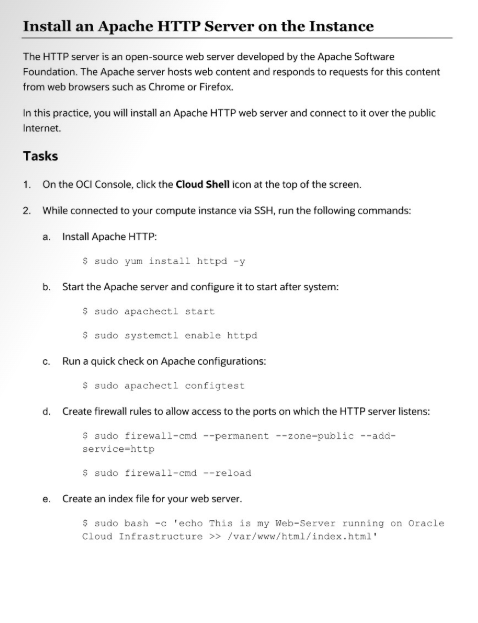 Install an Apache HTTP Server on the Instance
The HTTP server is an open-source web server developed by the Apache Software
Foundation. The Apache server hosts web content and responds to requests for this content
from web browsers such as Chrome or Firefox.
In this practice, you will install an Apache HTTP web server and connect to it over the public
Internet.
Tasks
1. On the OCI Console, click the Cloud Shell icon at the top of the screen.
2. While connected to your compute instance via SSH, run the following commands:
a. Install Apache HTTP:
$ sudo yum install httpd -y
b. Start the Apache server and configure it to start after system:
$ sudo apachectl start
$ sudo systemctl enable httpd
c. Run a quick check on Apache configurations:
$ sudo apachectl configtest
d. Create firewall rules to allow access to the ports on which the HTTP server listens:
$ sudo firewall-cmd --permanent --zone=public --add-
service=http
$ sudo firewall-cmd --reload
e. Create an index file for your web server.
$ sudo bash -c 'echo This is my Web-Server running on Oracle
Cloud Infrastructure >> /var/www/html/index.html'